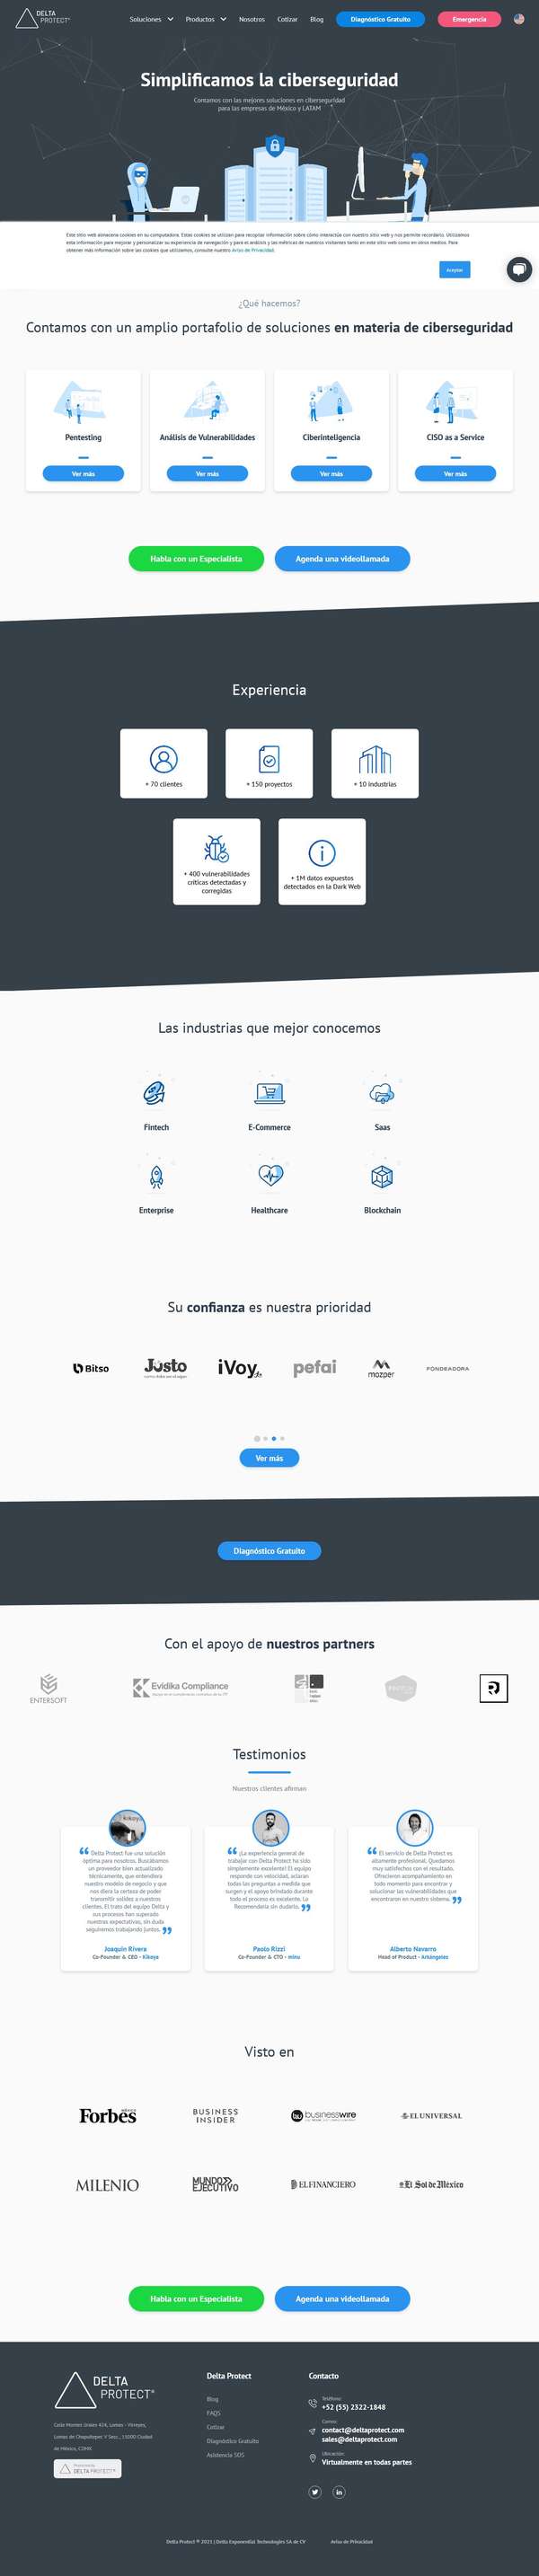 DELTA
PROTECT®
Soluciones
Productos
Nosotros
Cotizar
Blog
Diagnóstico Gratuito
Emergencia
Simplificamos la ciberseguridad
Contamos con las mejores soluciones en ciberseguridad
para las empresas de México y LATAM
Este sitio web almacena cookies en su computadora. Estas cookies se utilizan para recopilar información sobre cómo interactúa con nuestro sitio web y nos permite recordarlo. Utilizamos
esta información para mejorar y personalizar su experiencia de navegación y para el análisis y las métricas de nuestros visitantes tanto en este sitio web como en otros medios. Para
obtener más información sobre las cookies que utilizamos, consulte nuestro Aviso de Privacidad.
Aceptar
¿Qué hacemos?
Contamos con un amplio portafolio de soluciones en materia de ciberseguridad
Pentesting
Análisis de Vulnerabilidades
Ciberinteligencia
CISO as a Service
Ver más
Ver más
Ver más
Ver más
Habla con un Especialista
Agenda una videollamada
Experiencia
+ 70 clientes
+ 150 proyectos
+ 10 industrias
+ 400 vulnerabilidades
críticas detectadas y
corregidas
+ 1M datos expuestos
detectados en la Dark Web
Las industrias que mejor conocemos
Fintech
E-Commerce
Saas
Enterprise
Healthcare
Blockchain
Su confianza es nuestra prioridad
Bitso
Justo
iVoy
pefai
mozper
FONDEADORA
Ver más
Diagnóstico Gratuito
Con el apoyo de nuestros partners
ENTERSOFT
Evidika Compliance
Testimonios
Nuestros clientes afirman
“ Delta Protect fue una solución
óptima para nosotros. Buscábamos
un proveedor bien actualizado
técnicamente, que entendiera
nuestro modelo de negocio y que
nos diera la certeza de poder
transmitir solidez a nuestros
clientes. El trato del equipo Delta y
sus procesos han superado
nuestras expectativas, sin duda
seguiremos trabajando juntos. ”
Joaquín Rivera
Co-Founder & CEO - Kikoya
“ ¡La experiencia general de
trabajar con Delta Protect ha sido
simplemente excelente! El equipo
responde con velocidad, aclaran
todas las preguntas a medida que
surgen y el apoyo brindado durante
todo el proceso es excelente. Lo
Recomendaría sin dudarlo. ”
Paolo Rizzi
Co-Founder & CTO - minu
“ El servicio de Delta Protect es
altamente profesional. Quedamos
muy satisfechos con el resultado.
Ofrecieron acompañamiento en
todo momento para encontrar y
solucionar las vulnerabilidades que
encontraron en nuestro sistema. ”
Alberto Navarro
Head of Product - Arkangeles
Visto en
Forbes
MÉXICO
BUSINESS
INSIDER
bw businesswire
EL UNIVERSAL
MILENIO
MUNDO
EJECUTIVO
EL FINANCIERO
El Sol de México
Habla con un Especialista
Agenda una videollamada
DELTA
PROTECT®
Calle Montes Urales 424, Lomas - Virreyes,
Lomas de Chapultepec V Secc., 11000 Ciudad
de México, CDMX
DELTA PROTECT®
Delta Protect
Blog
FAQS
Cotizar
Diagnóstico Gratuito
Asistencia SOS
Contacto
Teléfono:
+52 (55) 2322-1848
Correo:
contact@deltaprotect.com
sales@deltaprotect.com
Ubicación:
Virtualmente en todas partes
Delta Protect ® 2021 | Delta Exponential Technologies SA de CV
Aviso de Privacidad